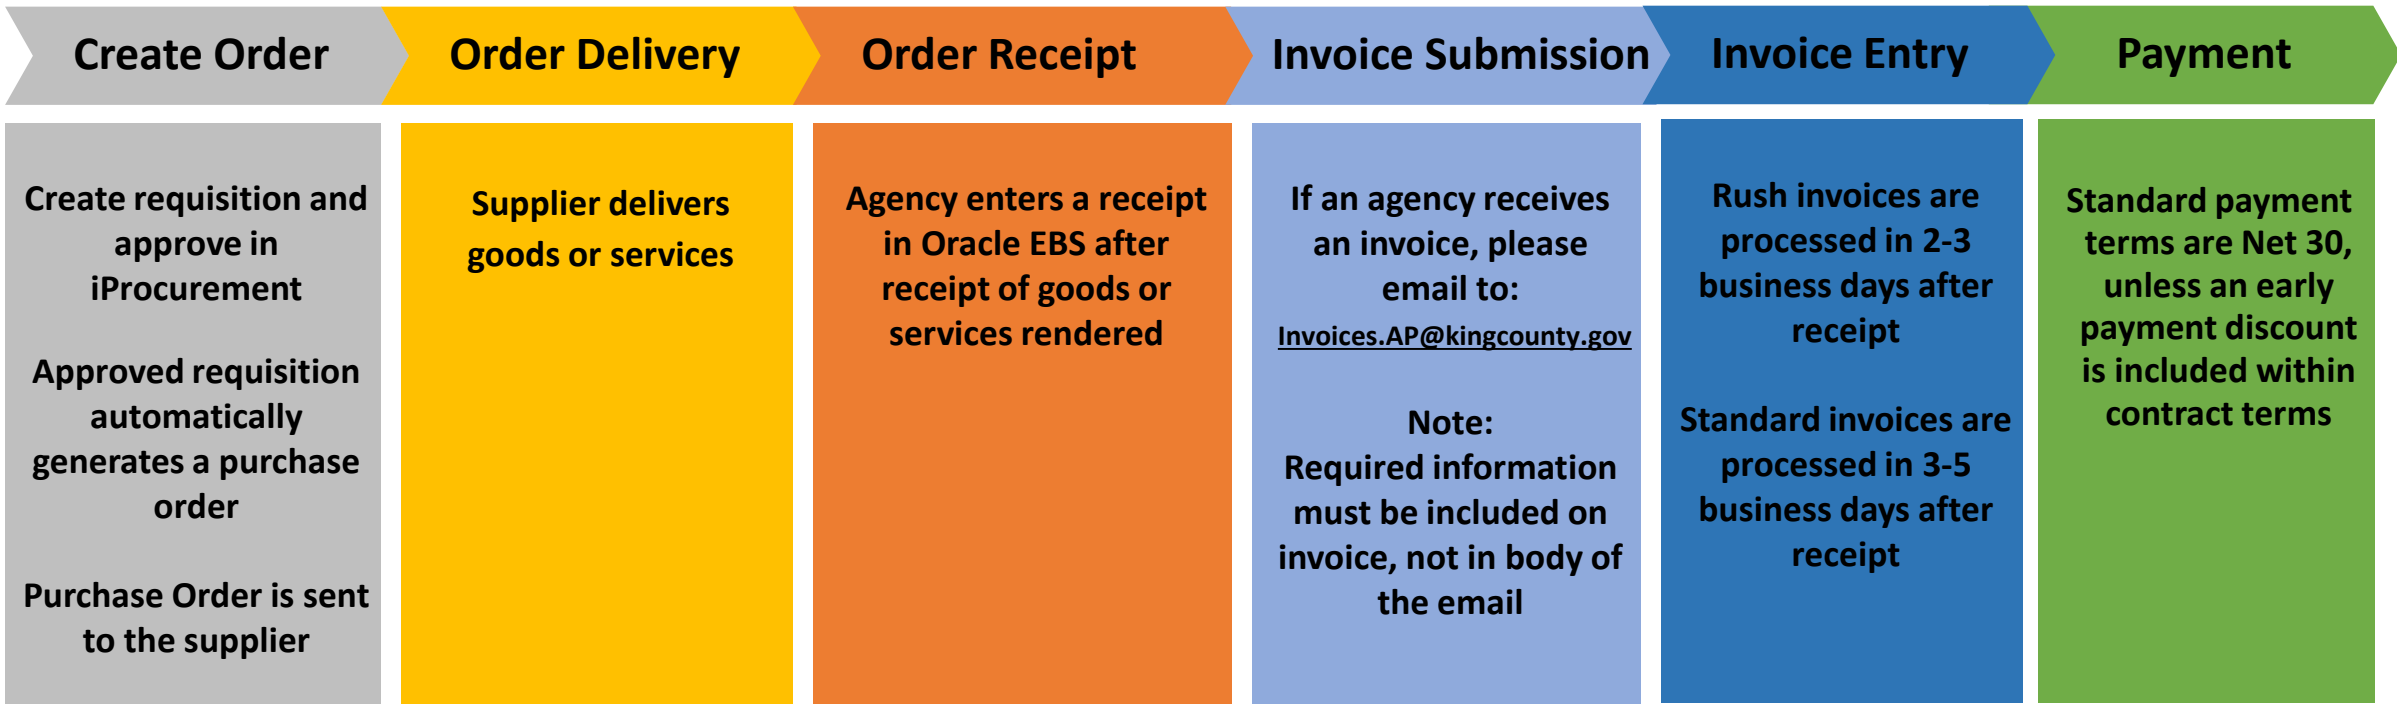 Create Order
Order Delivery
Order Receipt
Invoice Submission
Invoice Entry
Payment
Create requisition and
approve in
iProcurement
Approved requisition
automatically
generates a purchase
order
Purchase Order is sent
to the supplier
Supplier delivers
goods or services
Agency enters a receipt
in Oracle EBS after
receipt of goods or
services rendered
If an agency receives
an invoice, please
email to:
Invoices.AP@kingcounty.gov
Note:
Required information
must be included on
invoice, not in body of
the email
Rush invoices are
processed in 2-3
business days after
receipt
Standard invoices are
processed in 3-5
business days after
receipt
Standard payment
terms are Net 30,
unless an early
payment discount
is included within
contract terms